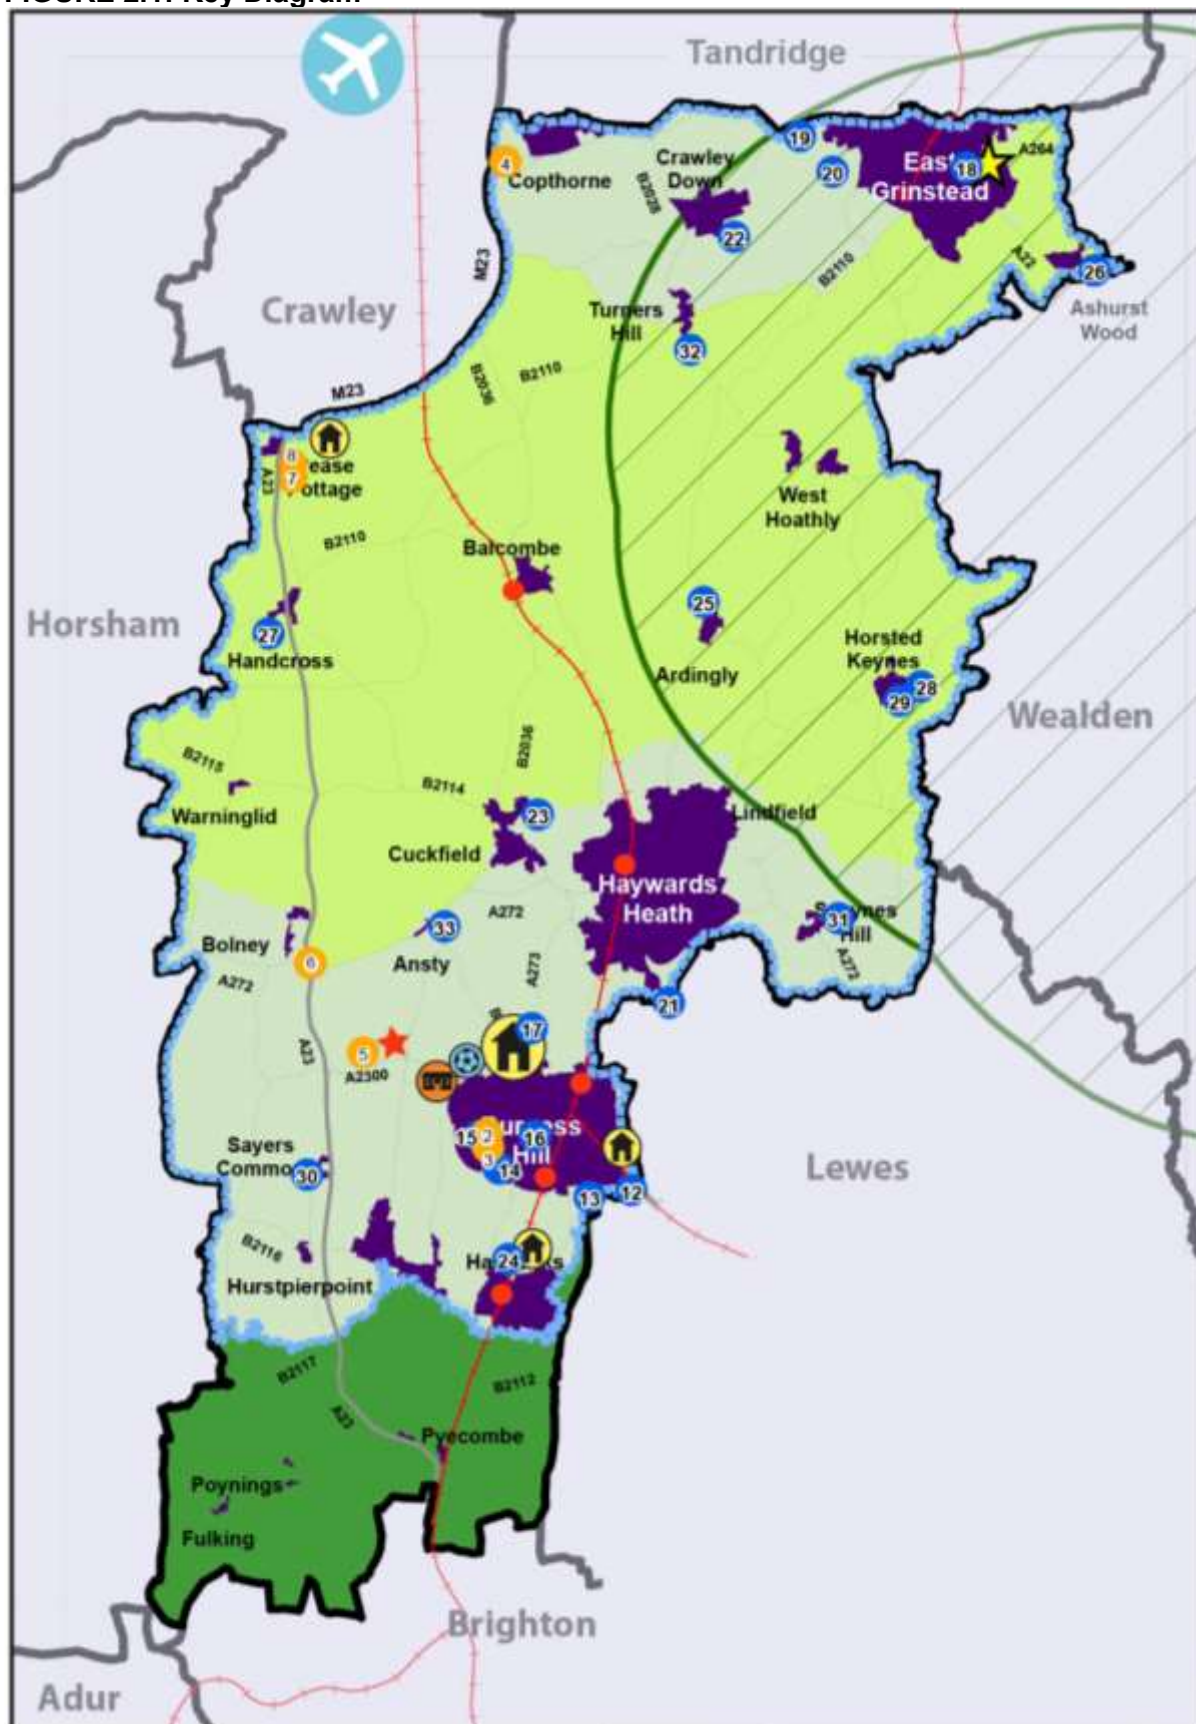 Tandridge
19
East
18
A264
4
Crawley
20
Grinstead
Copthorne
Down
B2028
22
M23
B2110
A22
26
Crawley
Turners
Hill
Ashurst
Wood
32
B2036
B2110
M23
8
ease
7
ottage
A23
West
Hoathly
B2110
Balcombe
25
Horsham
27
Handcross
Horsted
Keynes
Ardingly
28
29
Wealden
B2036
B2115
B2114
Warninglid
23
Lindfield
Cuckfield
Haywards
Heath
A272
31
Hill
33
Bolney
Ansty
6
A272
A273
A272
21
17
5
A23
A2300
15
2
16
Hill
3
14
Sayers
Commo
30
12
13
Lewes
B2116
24
Hurstpierpoint
B2117
B2112
A23
Pyecombe
Poynings
Fulking
Brighton
Adur